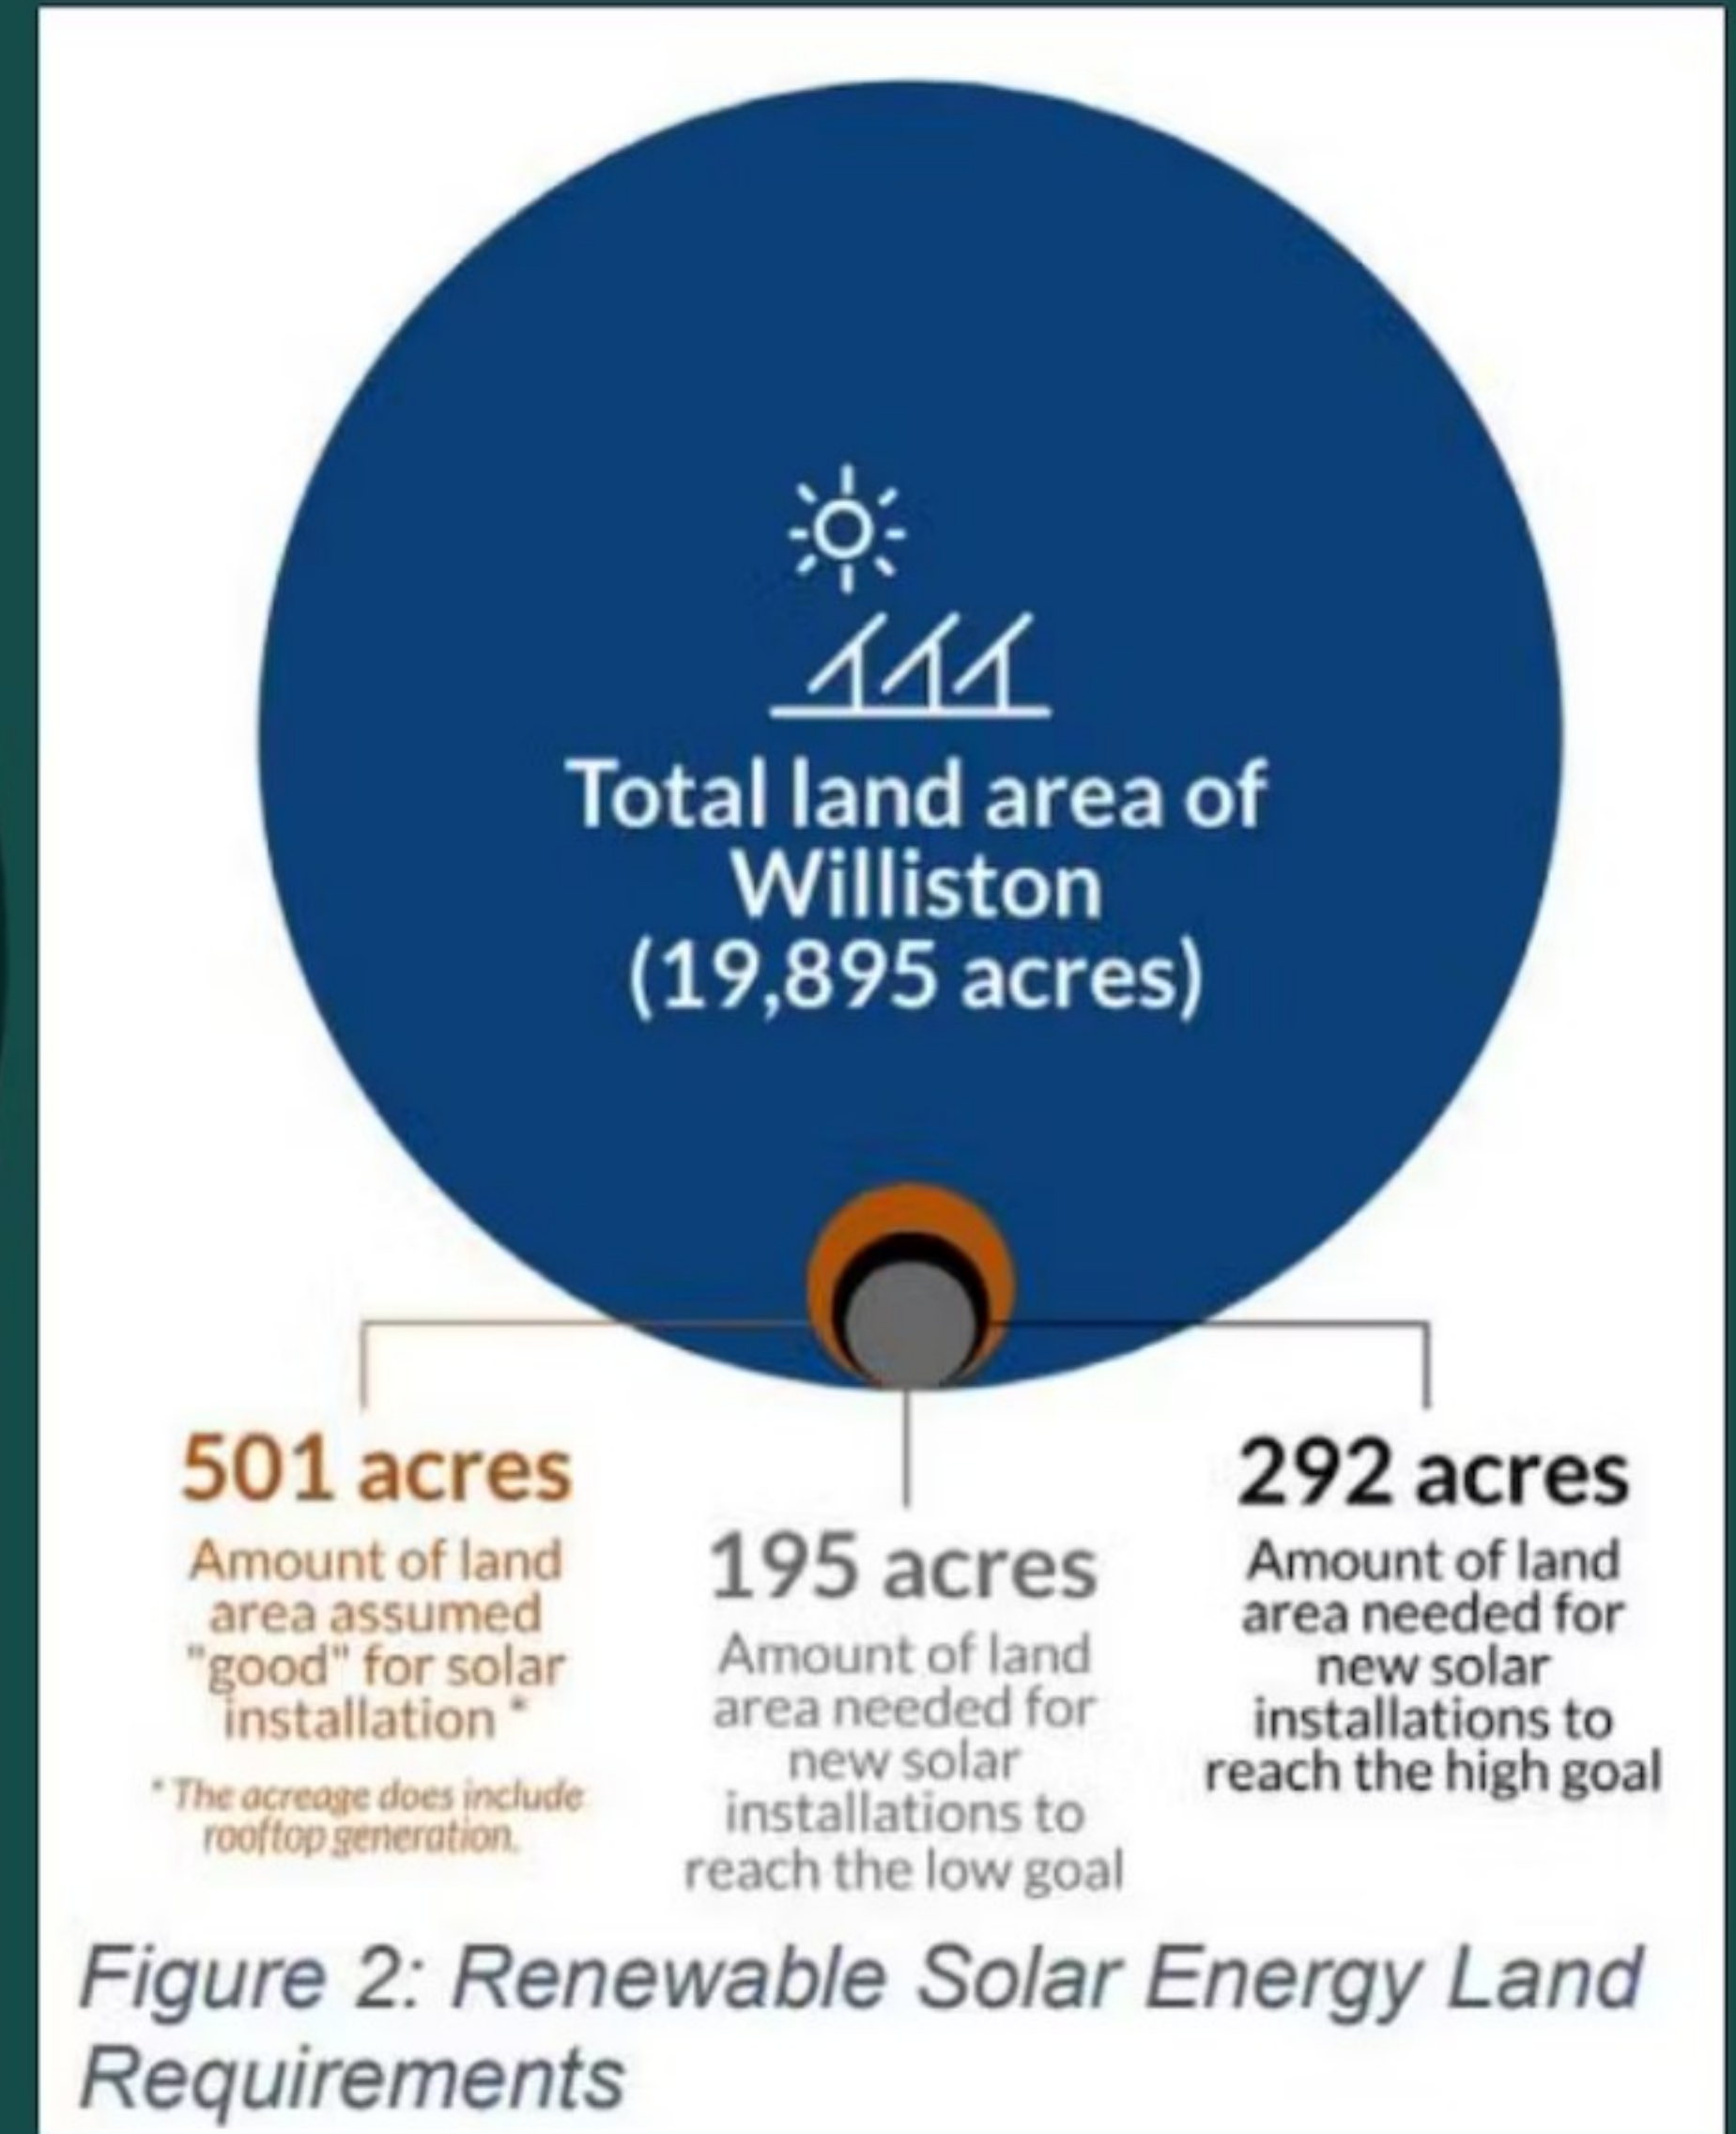 Total land area of
Williston
(19,895 acres)
501 acres
Amount of land
area assumed
"good" for solar
installation *
* The acreage does include
rooftop generation.
195 acres
Amount of land
area needed for
new solar
installations to
reach the low goal
292 acres
Amount of land
area needed for
new solar
installations to
reach the high goal
Figure 2: Renewable Solar Energy Land
Requirements